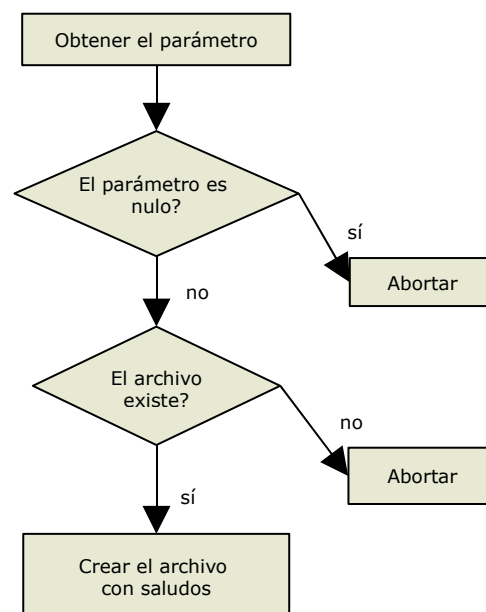 Obtener el parámetro
El parámetro es
nulo?
sí
Abortar
no
El archivo
existe?
no
Abortar
sí
Crear el archivo
con saludos